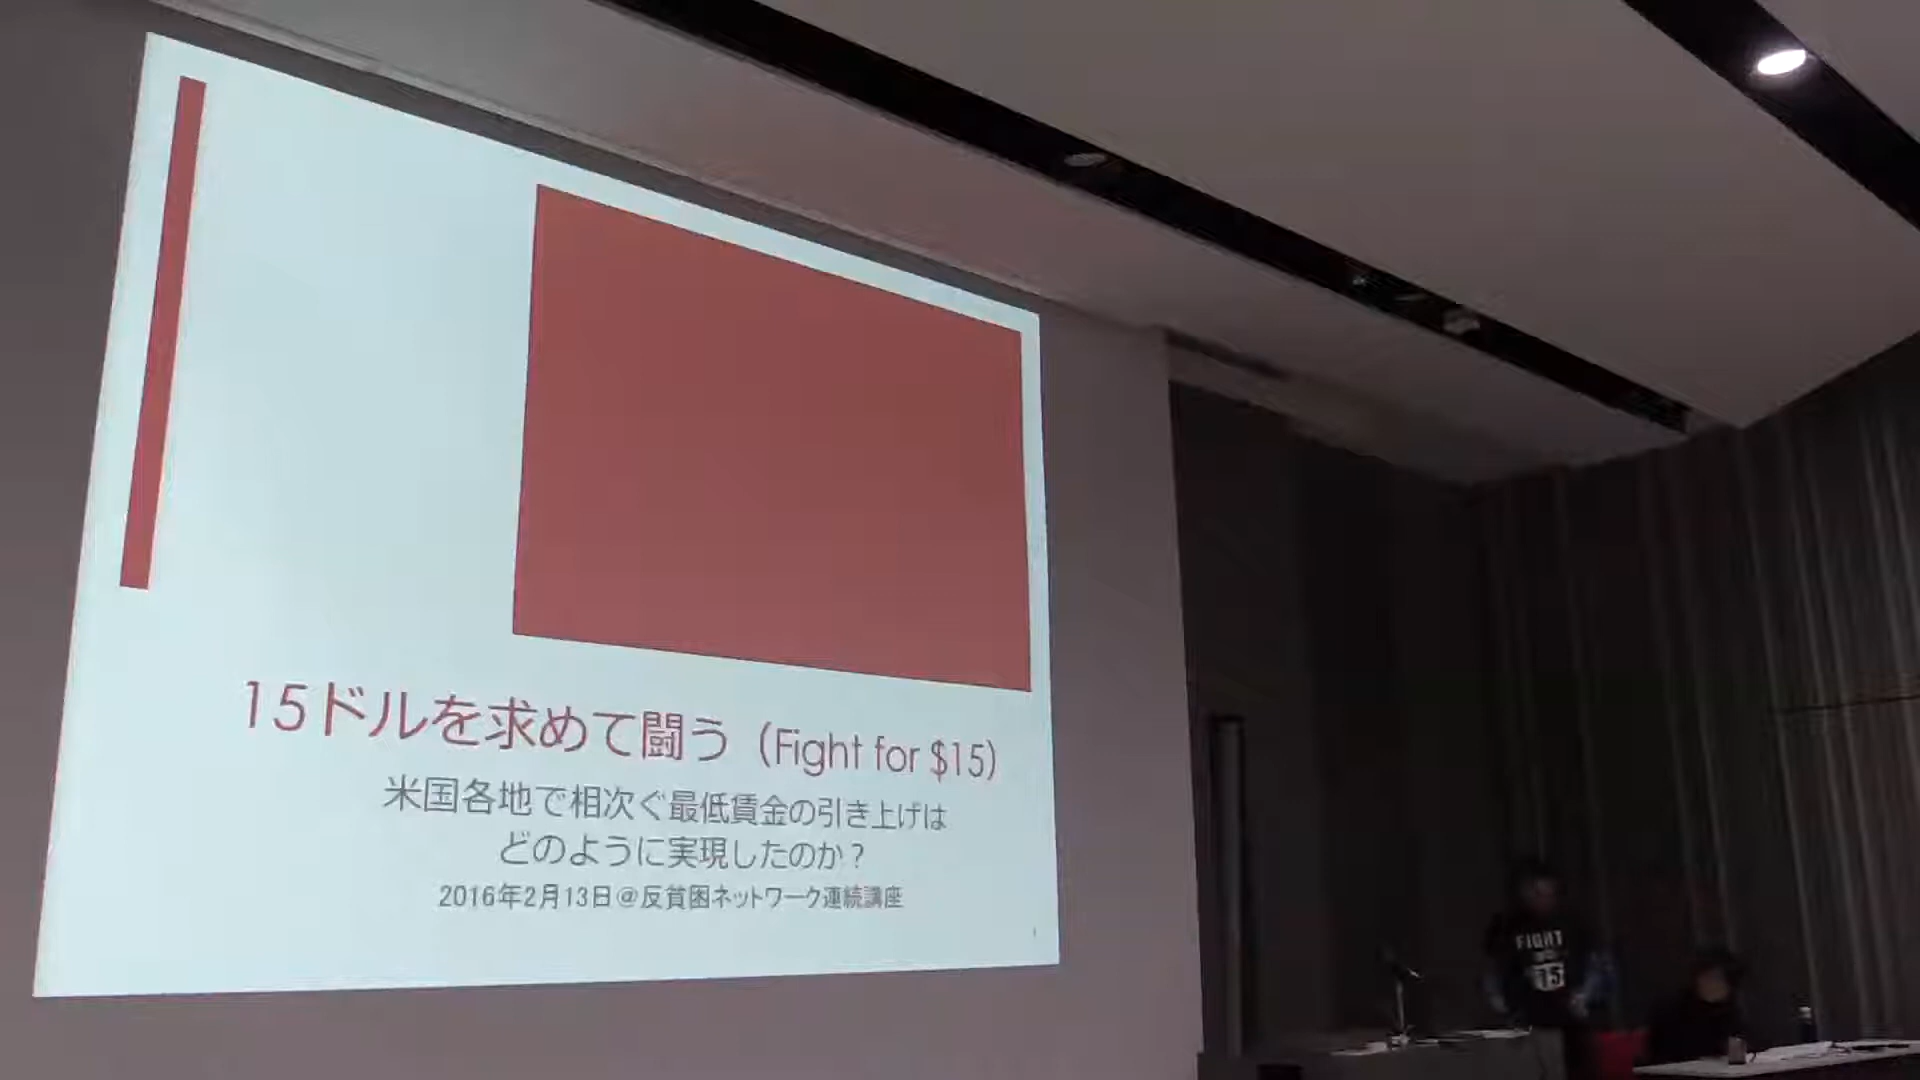 15ドルを求めて闘う（Fight for $15）
米国各地で相次ぐ最低賃金の引き上げは
どのように実現したのか？
2016年2月13日＠反貧困ネットワーク連続講座
FIGHT
15